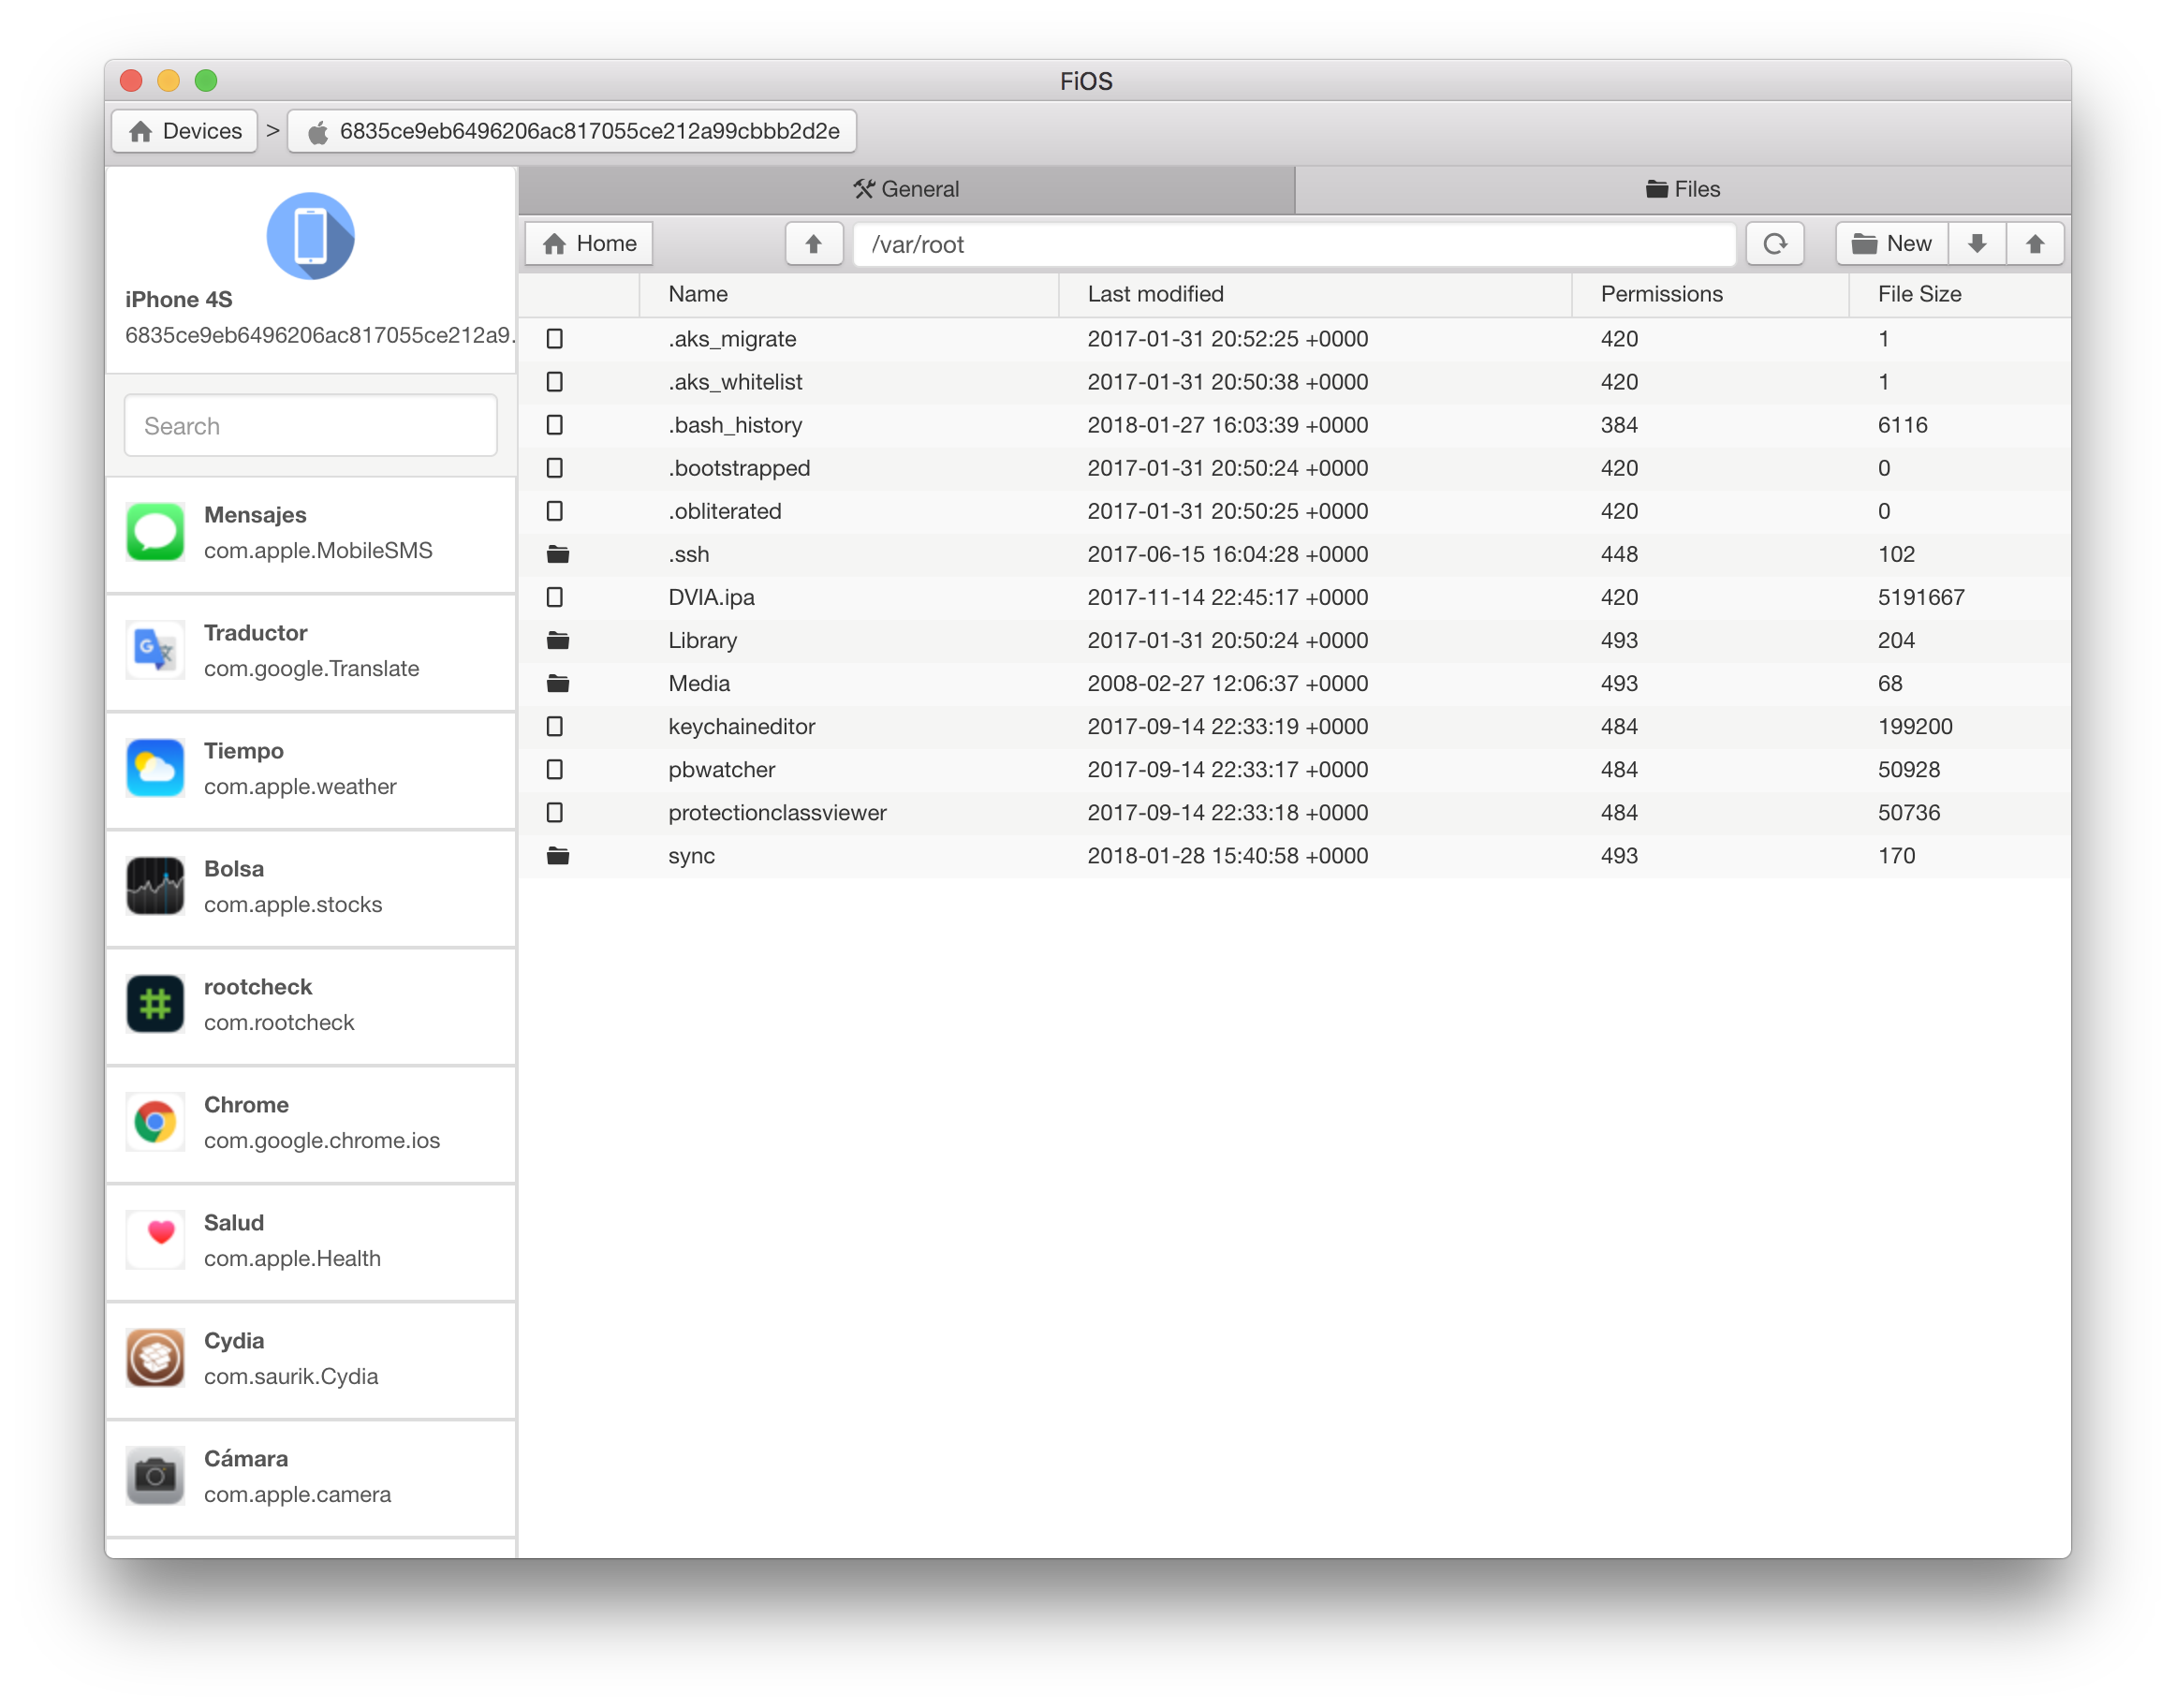 FiOS
Devices > 6835ce9eb6496206ac817055ce212a99cbbb2d2e
iPhone 4S
6835ce9eb6496206ac817055ce212a9.
Search
Mensajes
com.apple.MobileSMS
Traductor
com.google.Translate
Tiempo
com.apple.weather
Bolsa
com.apple.stocks
rootcheck
com.rootcheck
Chrome
com.google.chrome.ios
Salud
com.apple.Health
Cydia
com.saurik.Cydia
Cámara
com.apple.camera
General Files
Home /var/root New
Name Last modified Permissions File Size
.aks_migrate 2017-01-31 20:52:25 +0000 420 1
.aks_whitelist 2017-01-31 20:50:38 +0000 420 1
.bash_history 2018-01-27 16:03:39 +0000 384 6116
.bootstrapped 2017-01-31 20:50:24 +0000 420 0
.obliterated 2017-01-31 20:50:25 +0000 420 0
.ssh 2017-06-15 16:04:28 +0000 448 102
DVIA.ipa 2017-11-14 22:45:17 +0000 420 5191667
Library 2017-01-31 20:50:24 +0000 493 204
Media 2008-02-27 12:06:37 +0000 493 68
keychaineditor 2017-09-14 22:33:19 +0000 484 199200
pbwatcher 2017-09-14 22:33:17 +0000 484 50928
protectionclassviewer 2017-09-14 22:33:18 +0000 484 50736
sync 2018-01-28 15:40:58 +0000 493 170